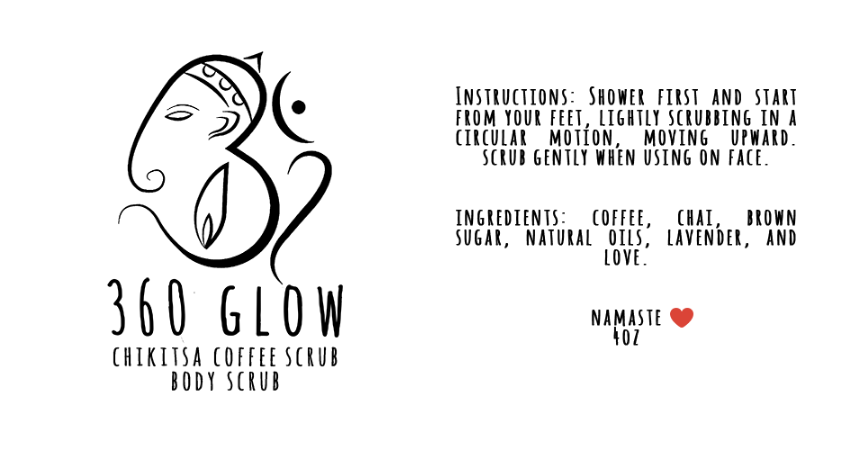 360 GLOW
CHIKITSA COFFEE SCRUB
BODY SCRUB
INSTRUCTIONS: SHOWER FIRST AND START
FROM YOUR FEET, LIGHTLY SCRUBBING IN A
CIRCULAR MOTION, MOVING UPWARD.
SCRUB GENTLY WHEN USING ON FACE.
INGREDIENTS: COFFEE, CHAI, BROWN
SUGAR, NATURAL OILS, LAVENDER, AND
LOVE.
NAMASTE ❤
4OZ